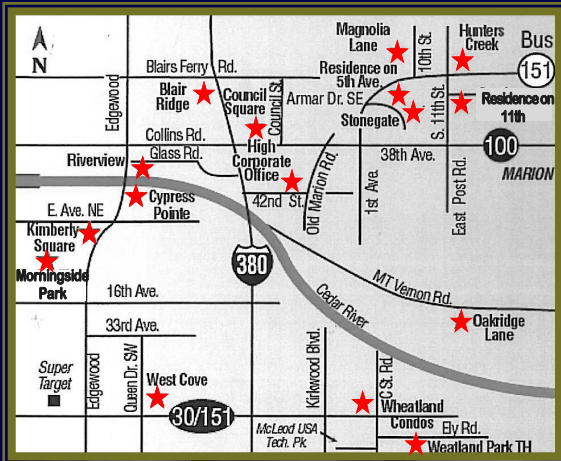 N
Edgewood
Blairs Ferry Rd.
Blair
Ridge
Council
Square
Council St.
Magnolia
Lane
10th St.
Hunters
Creek
Bus
151
Residence on
5th Ave.
Armar Dr. SE
Stonegate
S. 11th St.
Residence on
11th
Collins Rd.
Glass Rd.
Riverview
High
Corporate
Office
38th Ave.
100
MARION
42nd St.
Old Marion Rd.
1st Ave.
East Post Rd.
Cypress
Pointe
E. Ave. NE
Kimberly
Square
Morningside
Park
380
16th Ave.
MT Vernon Rd.
Cedar River
Oakridge
Lane
33rd Ave.
Super
Target
Edgewood
Queen Dr. SW
West Cove
30/151
Kirkwood Blvd.
C St. Rd.
Wheatland
Condos
McLeod USA
Tech. Pk.
Ely Rd.
Weatland Park TH